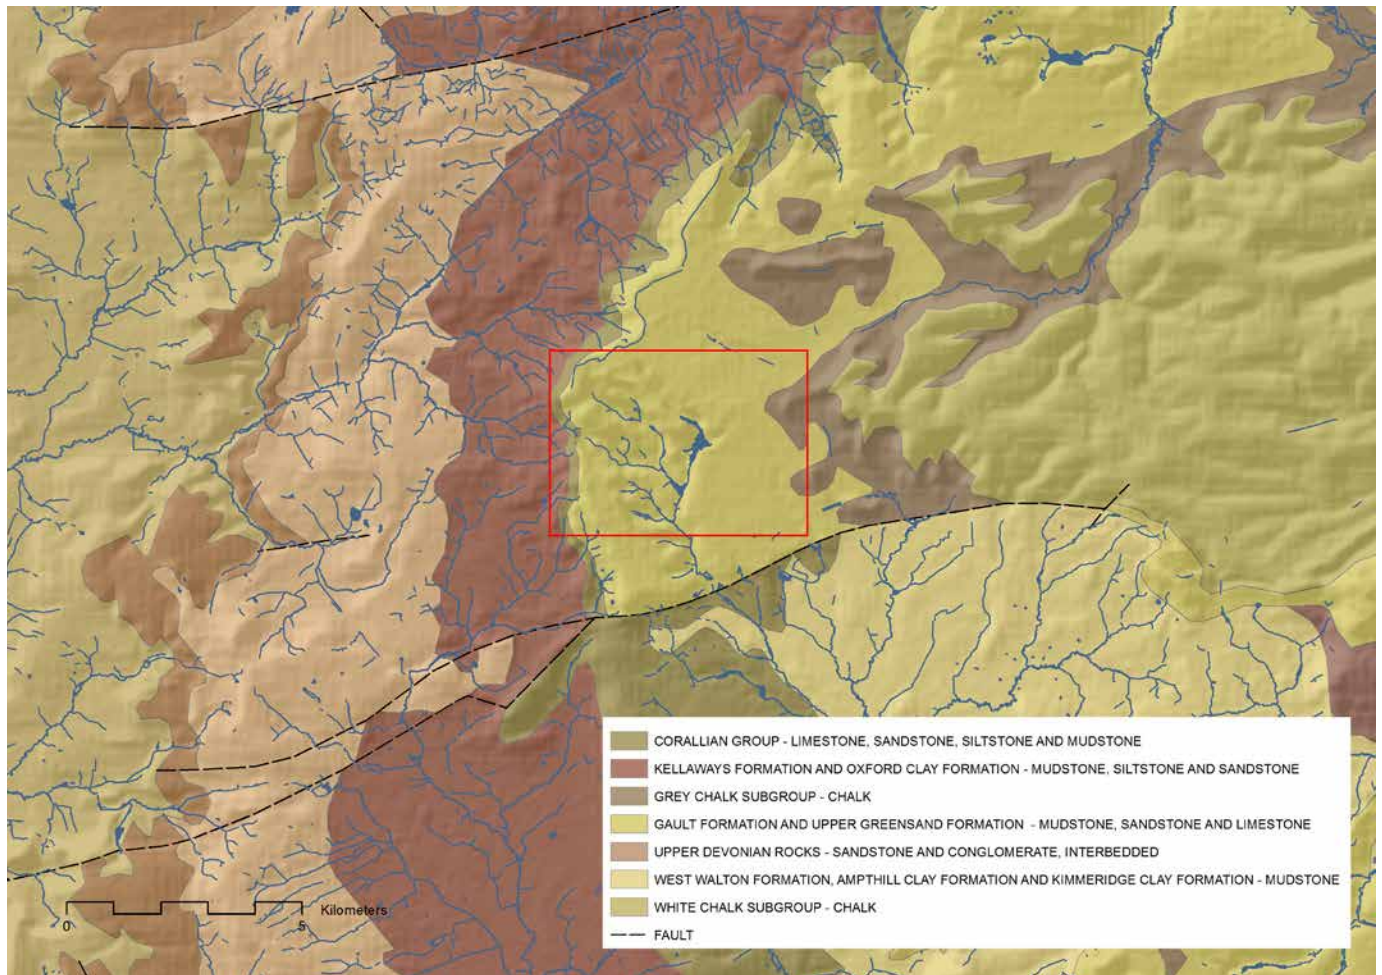 CORALLIAN GROUP - LIMESTONE, SANDSTONE, SILTSTONE AND MUDSTONE
KELLAWAYS FORMATION AND OXFORD CLAY FORMATION - MUDSTONE, SILTSTONE AND SANDSTONE
GREY CHALK SUBGROUP - CHALK
GAULT FORMATION AND UPPER GREENSAND FORMATION - MUDSTONE, SANDSTONE AND LIMESTONE
UPPER DEVONIAN ROCKS - SANDSTONE AND CONGLOMERATE, INTERBEDDED
WEST WALTON FORMATION, AMPTHILL CLAY FORMATION AND KIMMERIDGE CLAY FORMATION - MUDSTONE
WHITE CHALK SUBGROUP - CHALK
FAULT
Kilometers
0 5